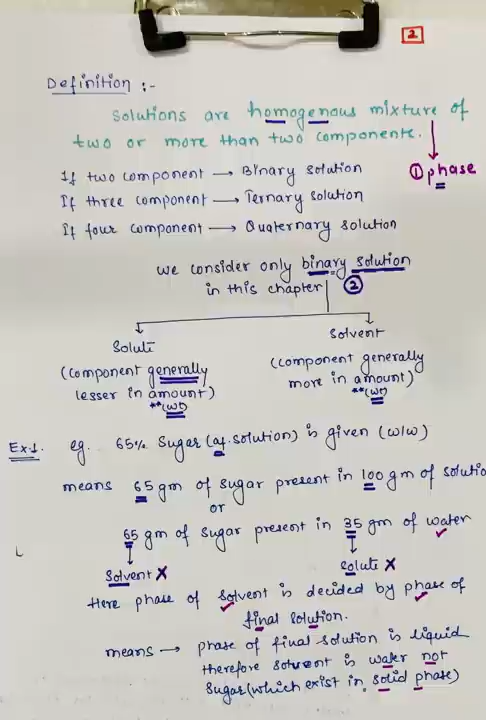 2
Definition :-
Solutions are homogenous mixture of
two or more than two components.
① phase
If two component → Binary solution
If three component → Ternary solution
If four component → Quaternary solution
we consider only binary solution
in this chapter ②
Solute
Solvent
(component generally
lesser in amount)
**(wt)
(component generally
more in amount)
**(wt)
Ex-1. eg. 65% Sugar (aq. solution) is given (w/w)
means 65 gm of sugar present in 100 gm of solutio
or
65 gm of sugar present in 35 gm of water
Solvent X
solute X
Here phase of solvent is decided by phase of
final solution.
means → phase of final solution is liquid
therefore solvent is water not
Sugar (which exist in solid phase)